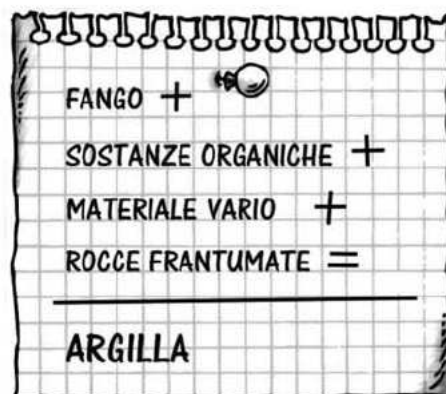 FANGO +
SOSTANZE ORGANICHE +
MATERIALE VARIO +
ROCCE FRANTUMATE =
ARGILLA